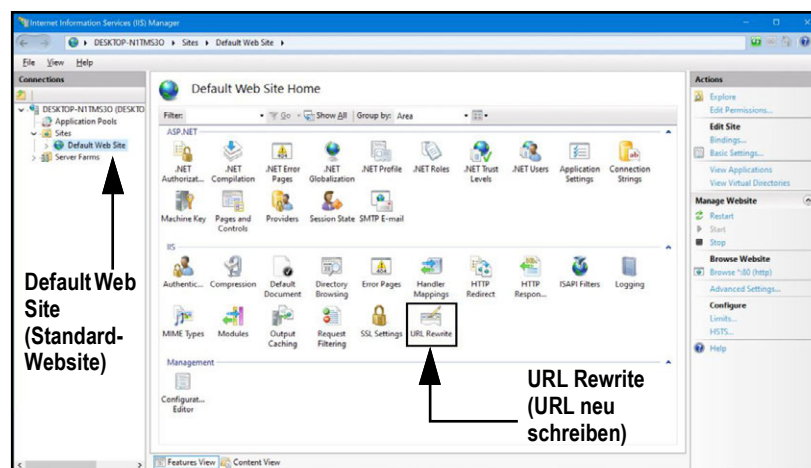 Internet Information Services (IIS) Manager
DESKTOP-N1TMS3O ▸ Sites ▸ Default Web Site ▸
File View Help
Connections
DESKTOP-N1TMS3O (DESKTO
Application Pools
Sites
Default Web Site
Server Farms
Default Web Site Home
Filter: Go Show All Group by: Area
ASP.NET
.NET Authorizat...
.NET Compilation
.NET Error Pages
.NET Globalization
.NET Profile
.NET Roles
.NET Trust Levels
.NET Users
Application Settings
Connection Strings
Machine Key
Pages and Controls
Providers
Session State
SMTP E-mail
IIS
Authentic...
Compression
Default Document
Directory Browsing
Error Pages
Handler Mappings
HTTP Redirect
HTTP Respon...
ISAPI Filters
Logging
MIME Types
Modules
Output Caching
Request Filtering
SSL Settings
URL Rewrite
Management
Configurat... Editor
Features View Content View
Actions
Explore
Edit Permissions...
Edit Site
Bindings...
Basic Settings...
View Applications
View Virtual Directories
Manage Website
Restart
Start
Stop
Browse Website
Browse *:80 (http)
Advanced Settings...
Configure
Limits...
HSTS...
Help
Default Web
Site
(Standard-
Website)
URL Rewrite
(URL neu
schreiben)